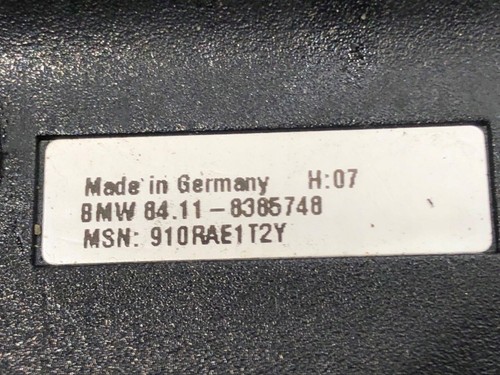 Made in Germany H:07
BMW 84.11-8385748
MSN: 910RAE1T2Y